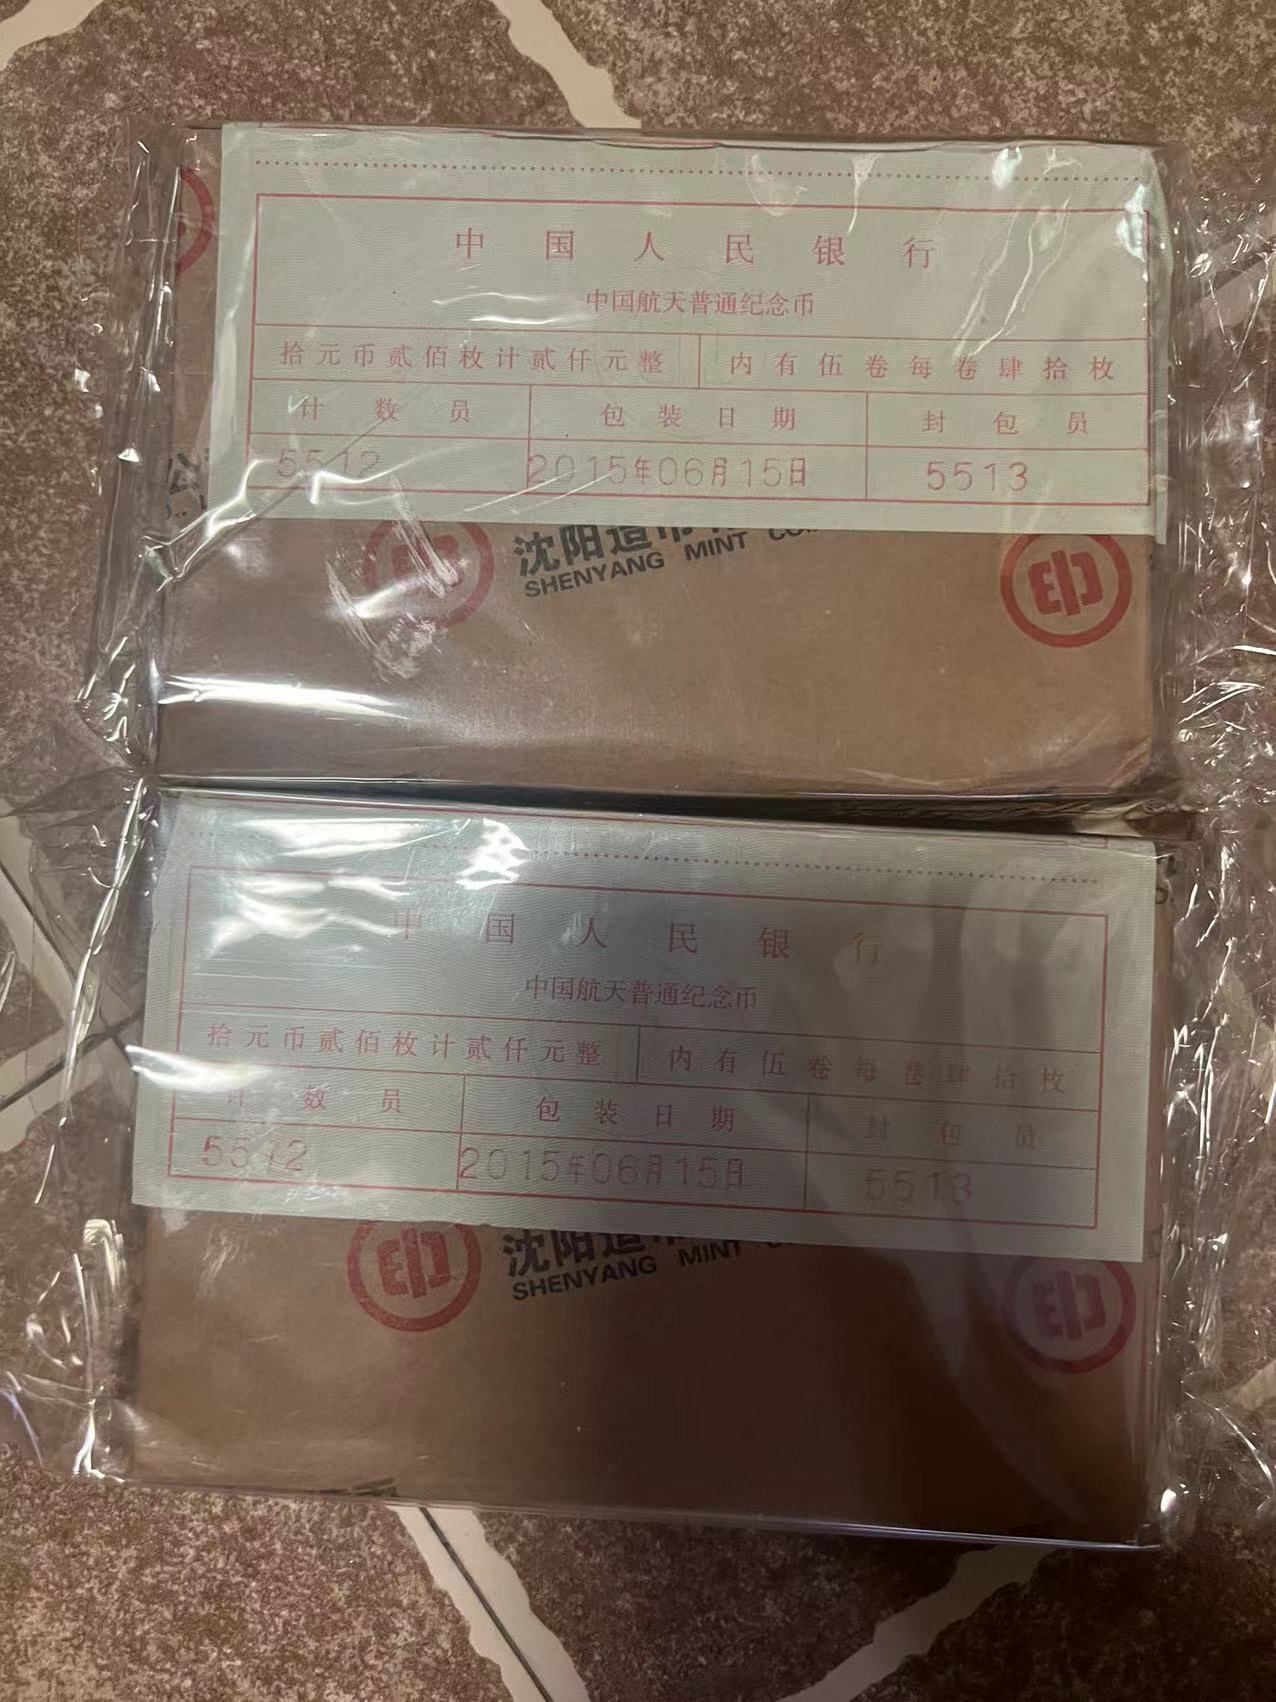 中国人民银行
中国航天普通纪念币
拾元币贰佰枚计贰仟元整 内有伍卷每卷肆拾枚
计数员 包装日期 封包员
5512 2015年06月15日 5513
沈阳造币
SHENYANG MINT
中国人民银行
中国航天普通纪念币
拾元币贰佰枚计贰仟元整 内有伍卷每卷肆拾枚
计数员 包装日期 封包员
5512 2015年06月15日 5513
沈阳造
SHENYANG MINT